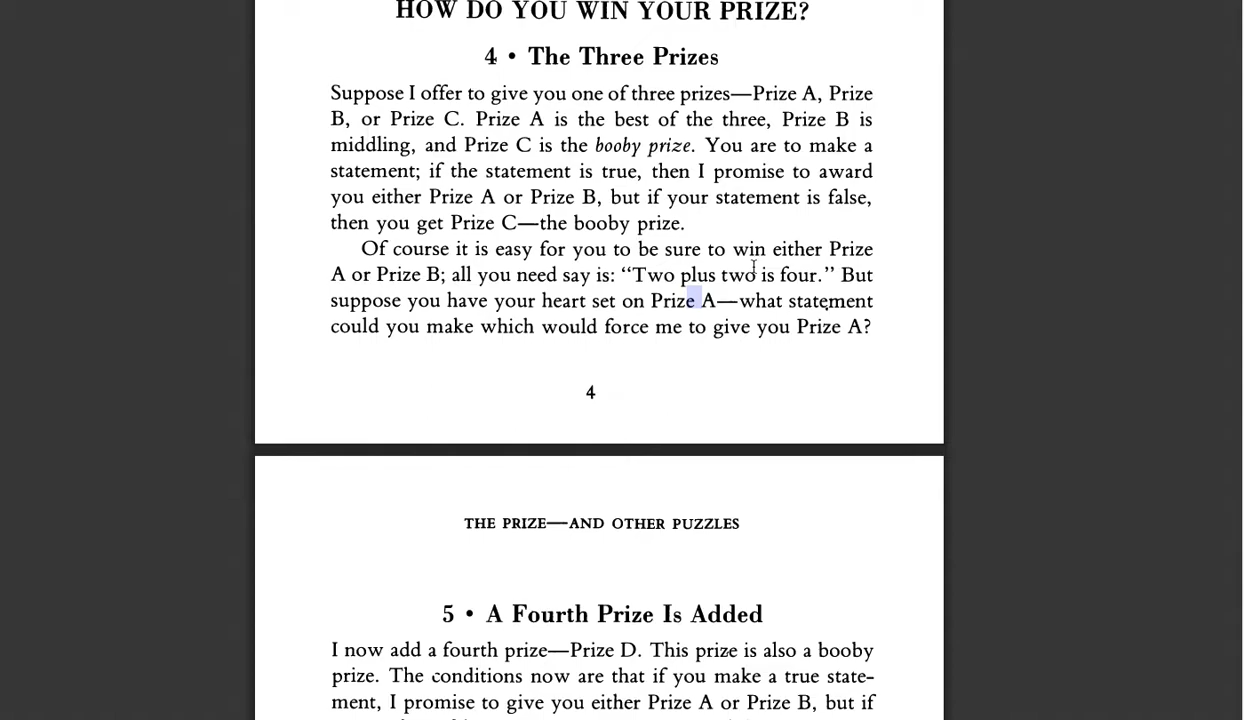 HOW DO YOU WIN YOUR PRIZE?
4 • The Three Prizes
Suppose I offer to give you one of three prizes—Prize A, Prize
B, or Prize C. Prize A is the best of the three, Prize B is
middling, and Prize C is the booby prize. You are to make a
statement; if the statement is true, then I promise to award
you either Prize A or Prize B, but if your statement is false,
then you get Prize C—the booby prize.
Of course it is easy for you to be sure to win either Prize
A or Prize B; all you need say is: “Two plus two is four.” But
suppose you have your heart set on Prize A—what statement
could you make which would force me to give you Prize A?
4
THE PRIZE—AND OTHER PUZZLES
5 • A Fourth Prize Is Added
I now add a fourth prize—Prize D. This prize is also a booby
prize. The conditions now are that if you make a true state-
ment, I promise to give you either Prize A or Prize B, but if